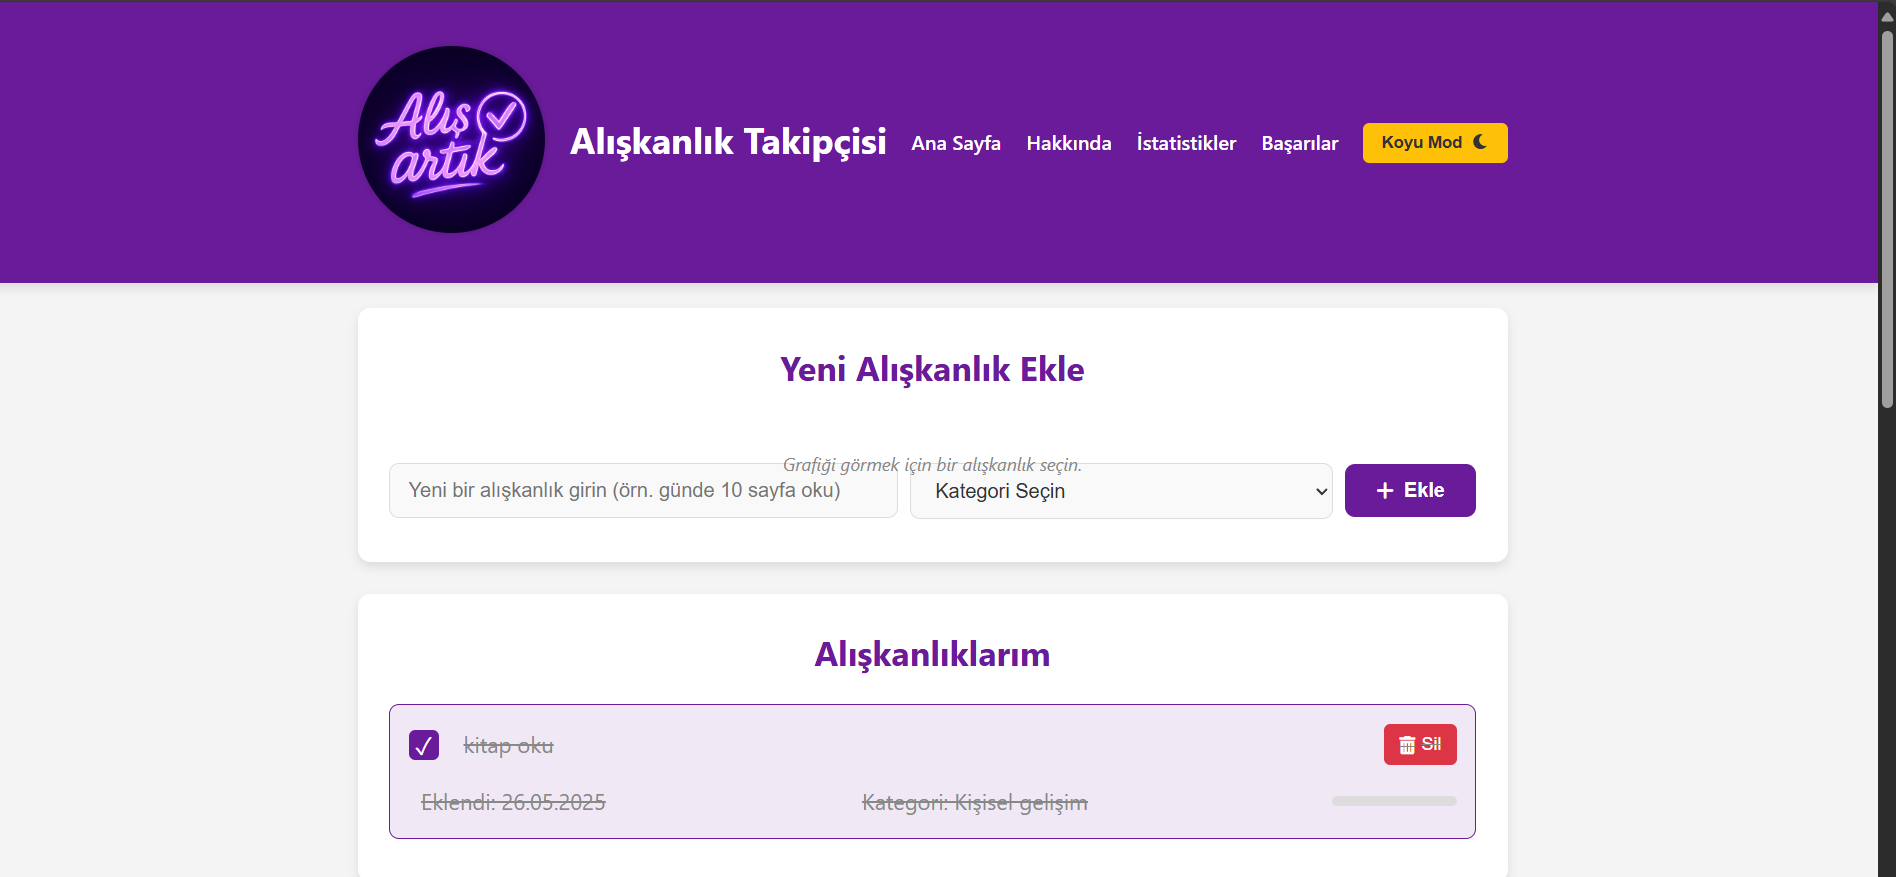 Alış
artık
Alışkanlık Takipçisi
Ana Sayfa
Hakkında
İstatistikler
Başarılar
Koyu Mod
Yeni Alışkanlık Ekle
Grafiği görmek için bir alışkanlık seçin.
Yeni bir alışkanlık girin (örn. günde 10 sayfa oku)
Kategori Seçin
Ekle
Alışkanlıklarım
kitap oku
Sil
Eklendi: 26.05.2025
Kategori: Kişisel gelişim